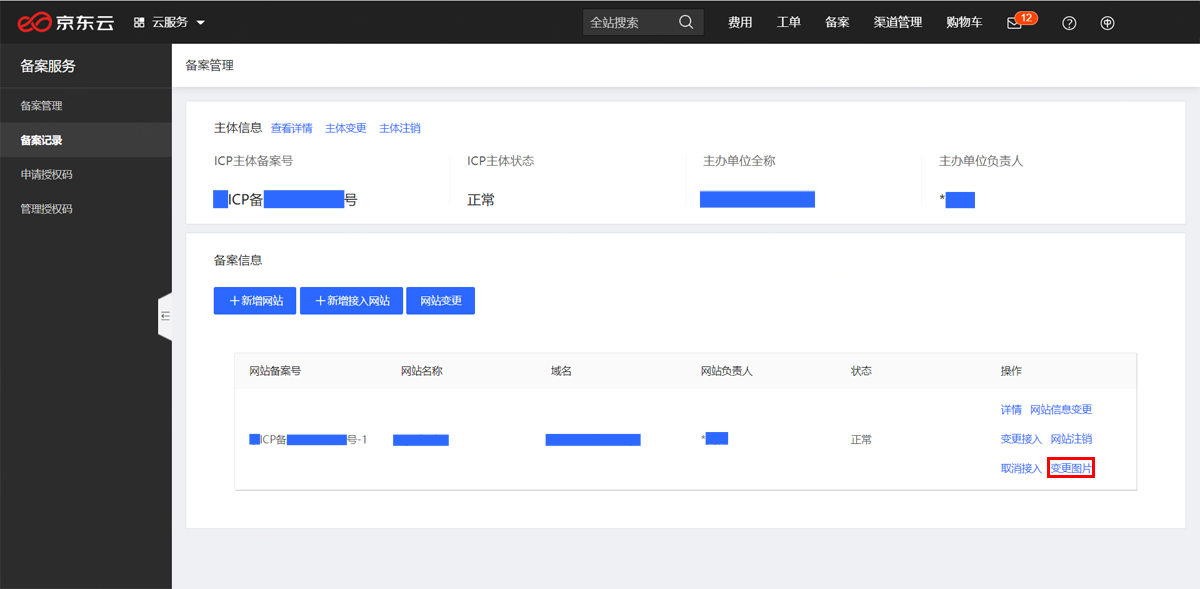 京东云 云服务 全站搜索 费用 工单 备案 渠道管理 购物车 12
备案服务
备案管理
备案记录
申请授权码
管理授权码
备案管理
主体信息 查看详情 主体变更 主体注销
ICP主体备案号 ICP主体状态 主办单位全称 主办单位负责人
ICP备 号 正常 *
备案信息
+新增网站 +新增接入网站 网站变更
网站备案号 网站名称 域名 网站负责人 状态 操作
详情 网站信息变更
ICP备 号-1 * 正常 变更接入 网站注销
取消接入 变更图片